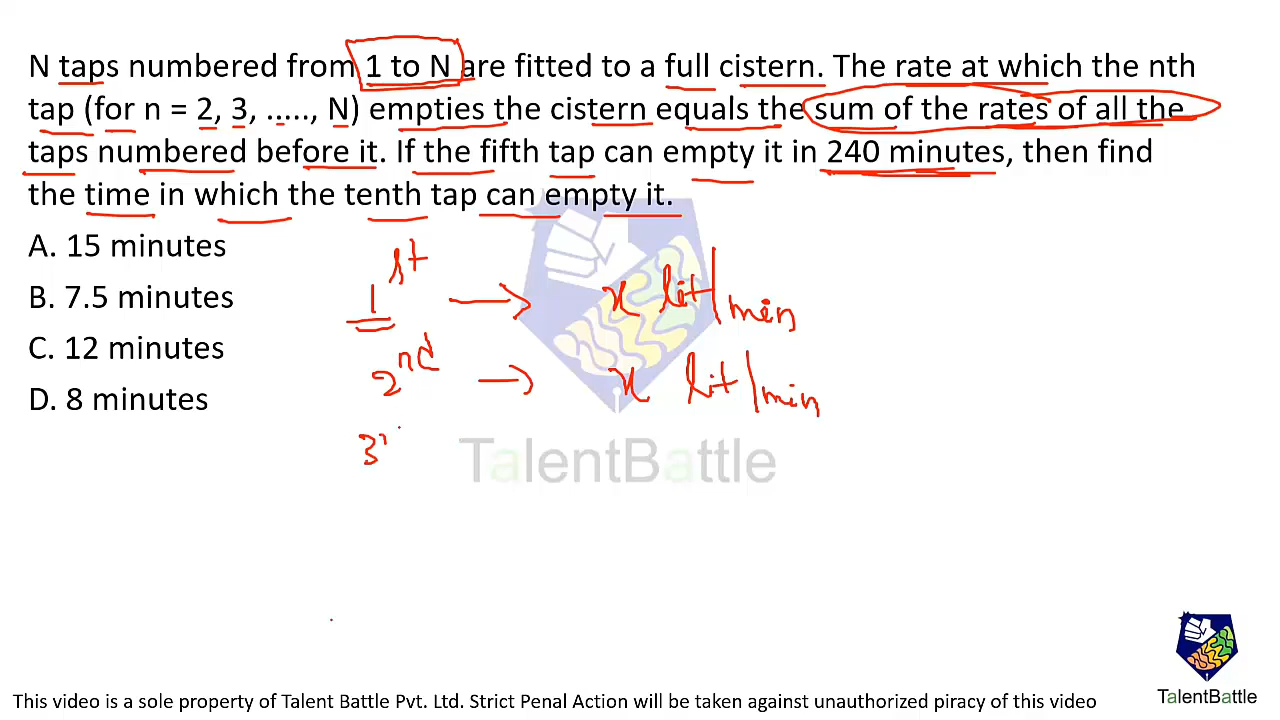 N taps numbered from 1 to N are fitted to a full cistern. The rate at which the nth
tap (for n = 2, 3, ....., N) empties the cistern equals the sum of the rates of all the
taps numbered before it. If the fifth tap can empty it in 240 minutes, then find
the time in which the tenth tap can empty it.
A. 15 minutes
B. 7.5 minutes
C. 12 minutes
D. 8 minutes
1st → x lit/min
2nd → x lit/min
3r
TalentBattle
TalentBattle
This video is a sole property of Talent Battle Pvt. Ltd. Strict Penal Action will be taken against unauthorized piracy of this video